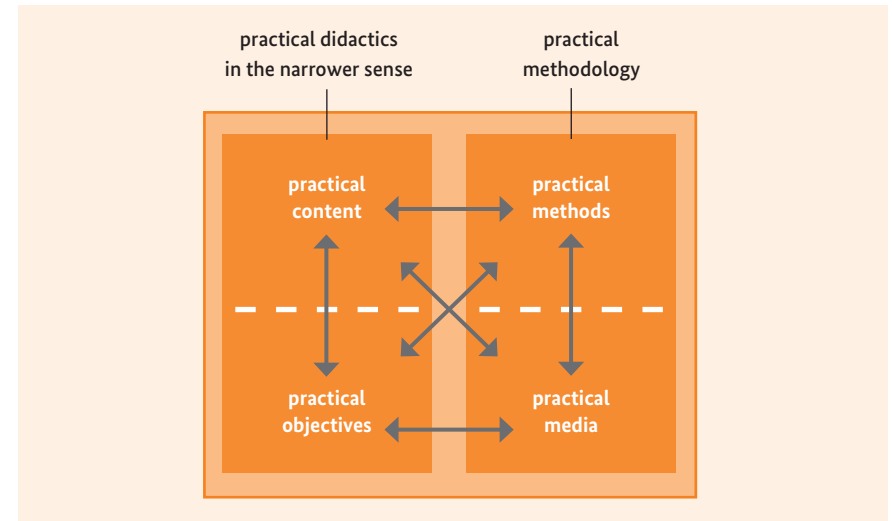 practical didactics
in the narrower sense
practical
methodology
practical
content
practical
methods
practical
objectives
practical
media